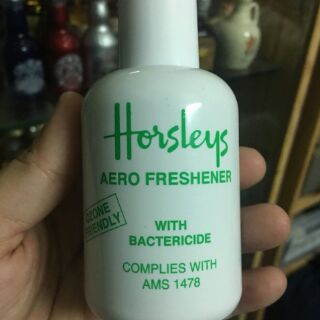 Horsleys
AERO FRESHENER
OZONE
FRIENDLY
WITH
BACTERICIDE
COMPLIES WITH
AMS 1478